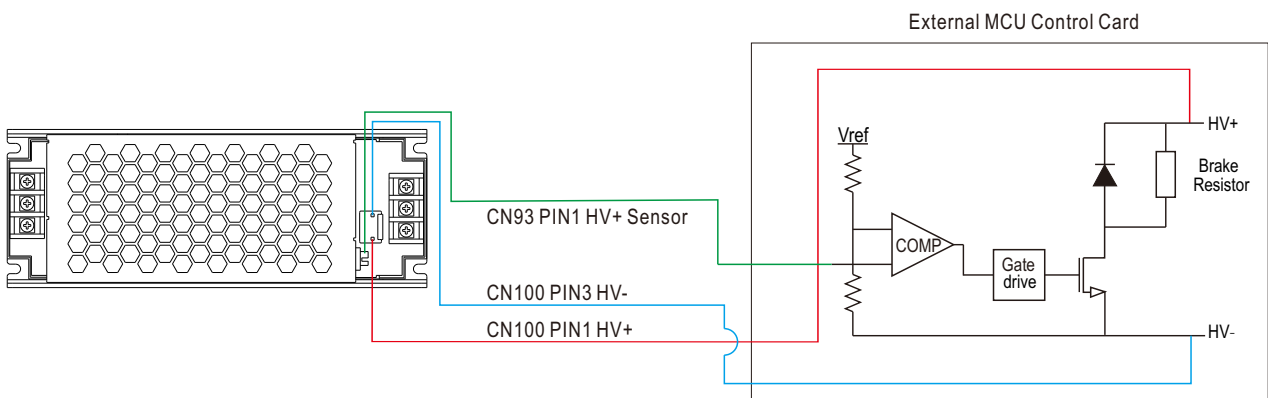 External MCU Control Card
HV+
Vref
Brake
Resistor
CN93 PIN1 HV+ Sensor
COMP
Gate
drive
CN100 PIN3 HV-
CN100 PIN1 HV+
HV-